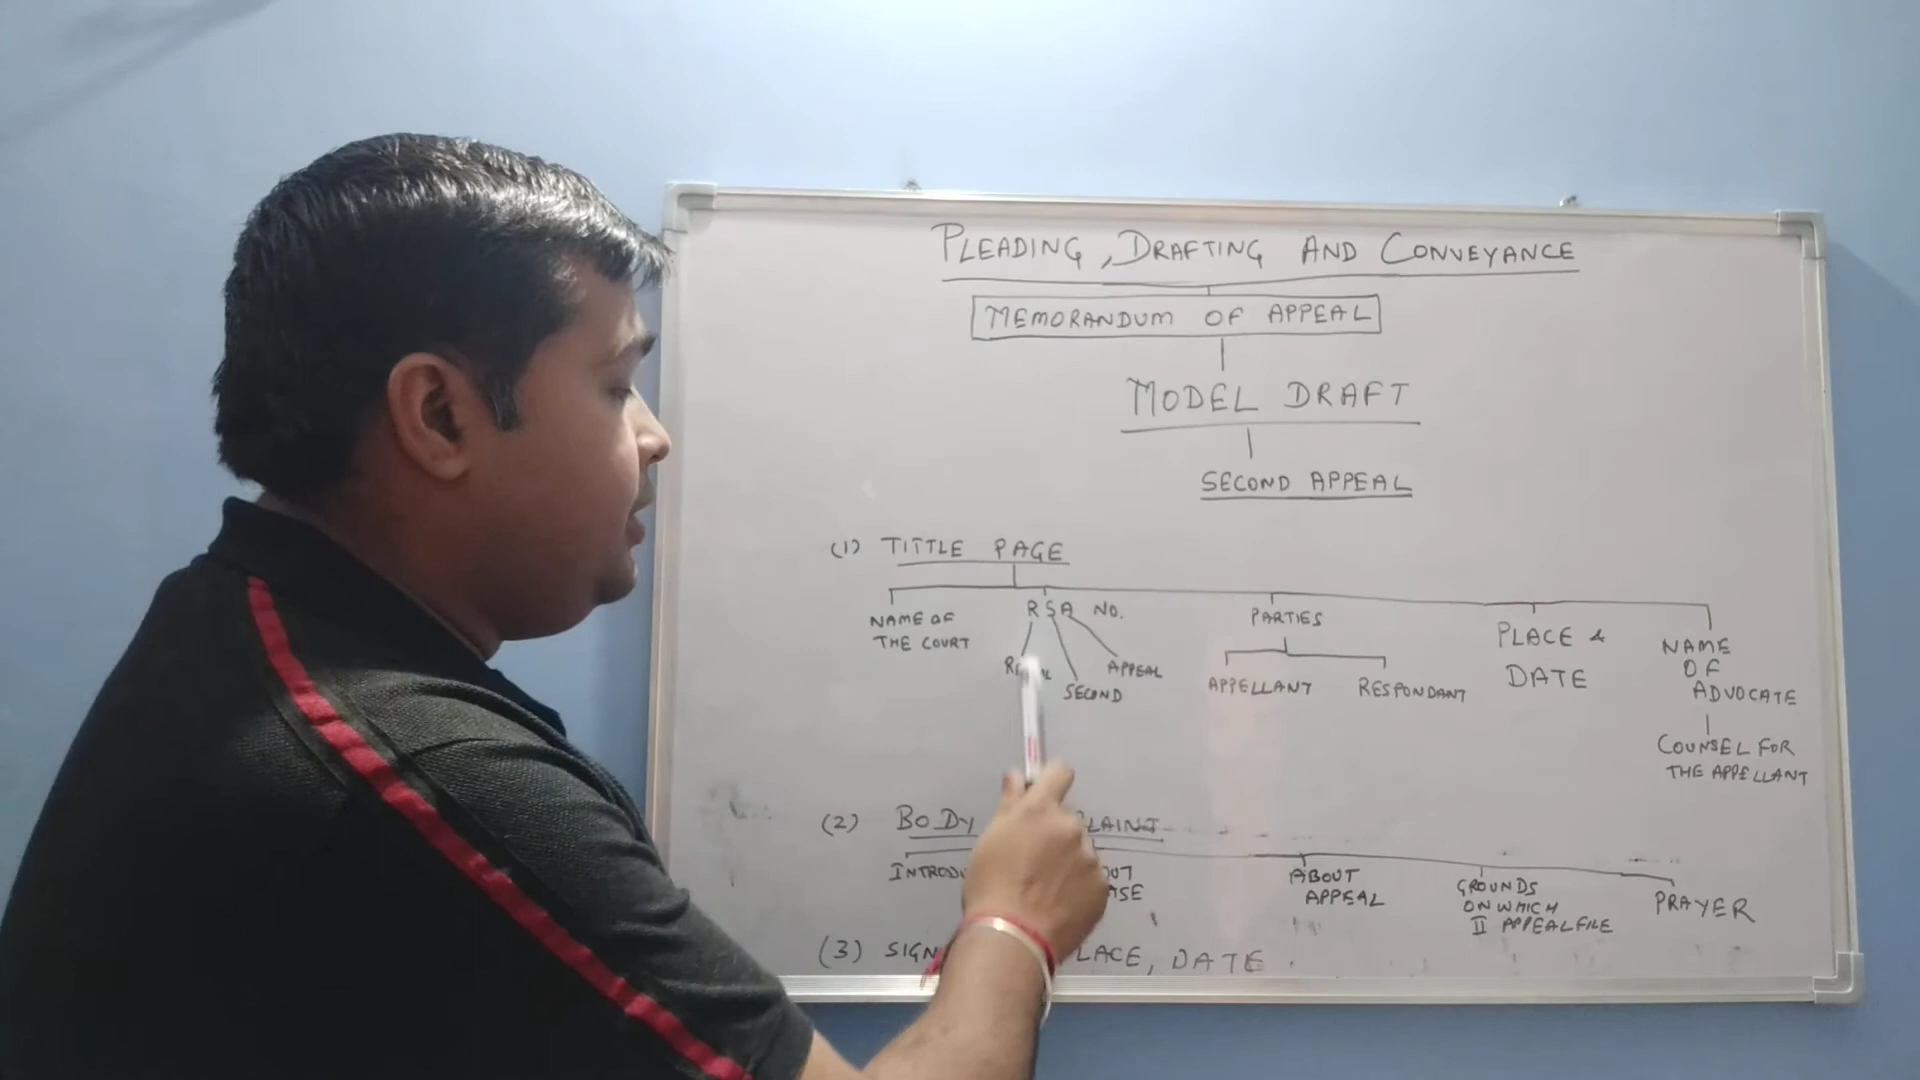 PLEADING, DRAFTING AND CONVEYANCE
MEMORANDUM OF APPEAL
MODEL DRAFT
SECOND APPEAL
(1) TITTLE PAGE
NAME OF
THE COURT
RSA NO.
SECOND
APPEAL
PARTIES
APPELLANT
RESPONDANT
PLACE &
DATE
NAME
OF
ADVOCATE
COUNSEL FOR
THE APPELLANT
(2) BODY
ABOUT
APPEAL
GROUNDS
ON WHICH
II APPEAL FILE
PRAYER
(3) DATE